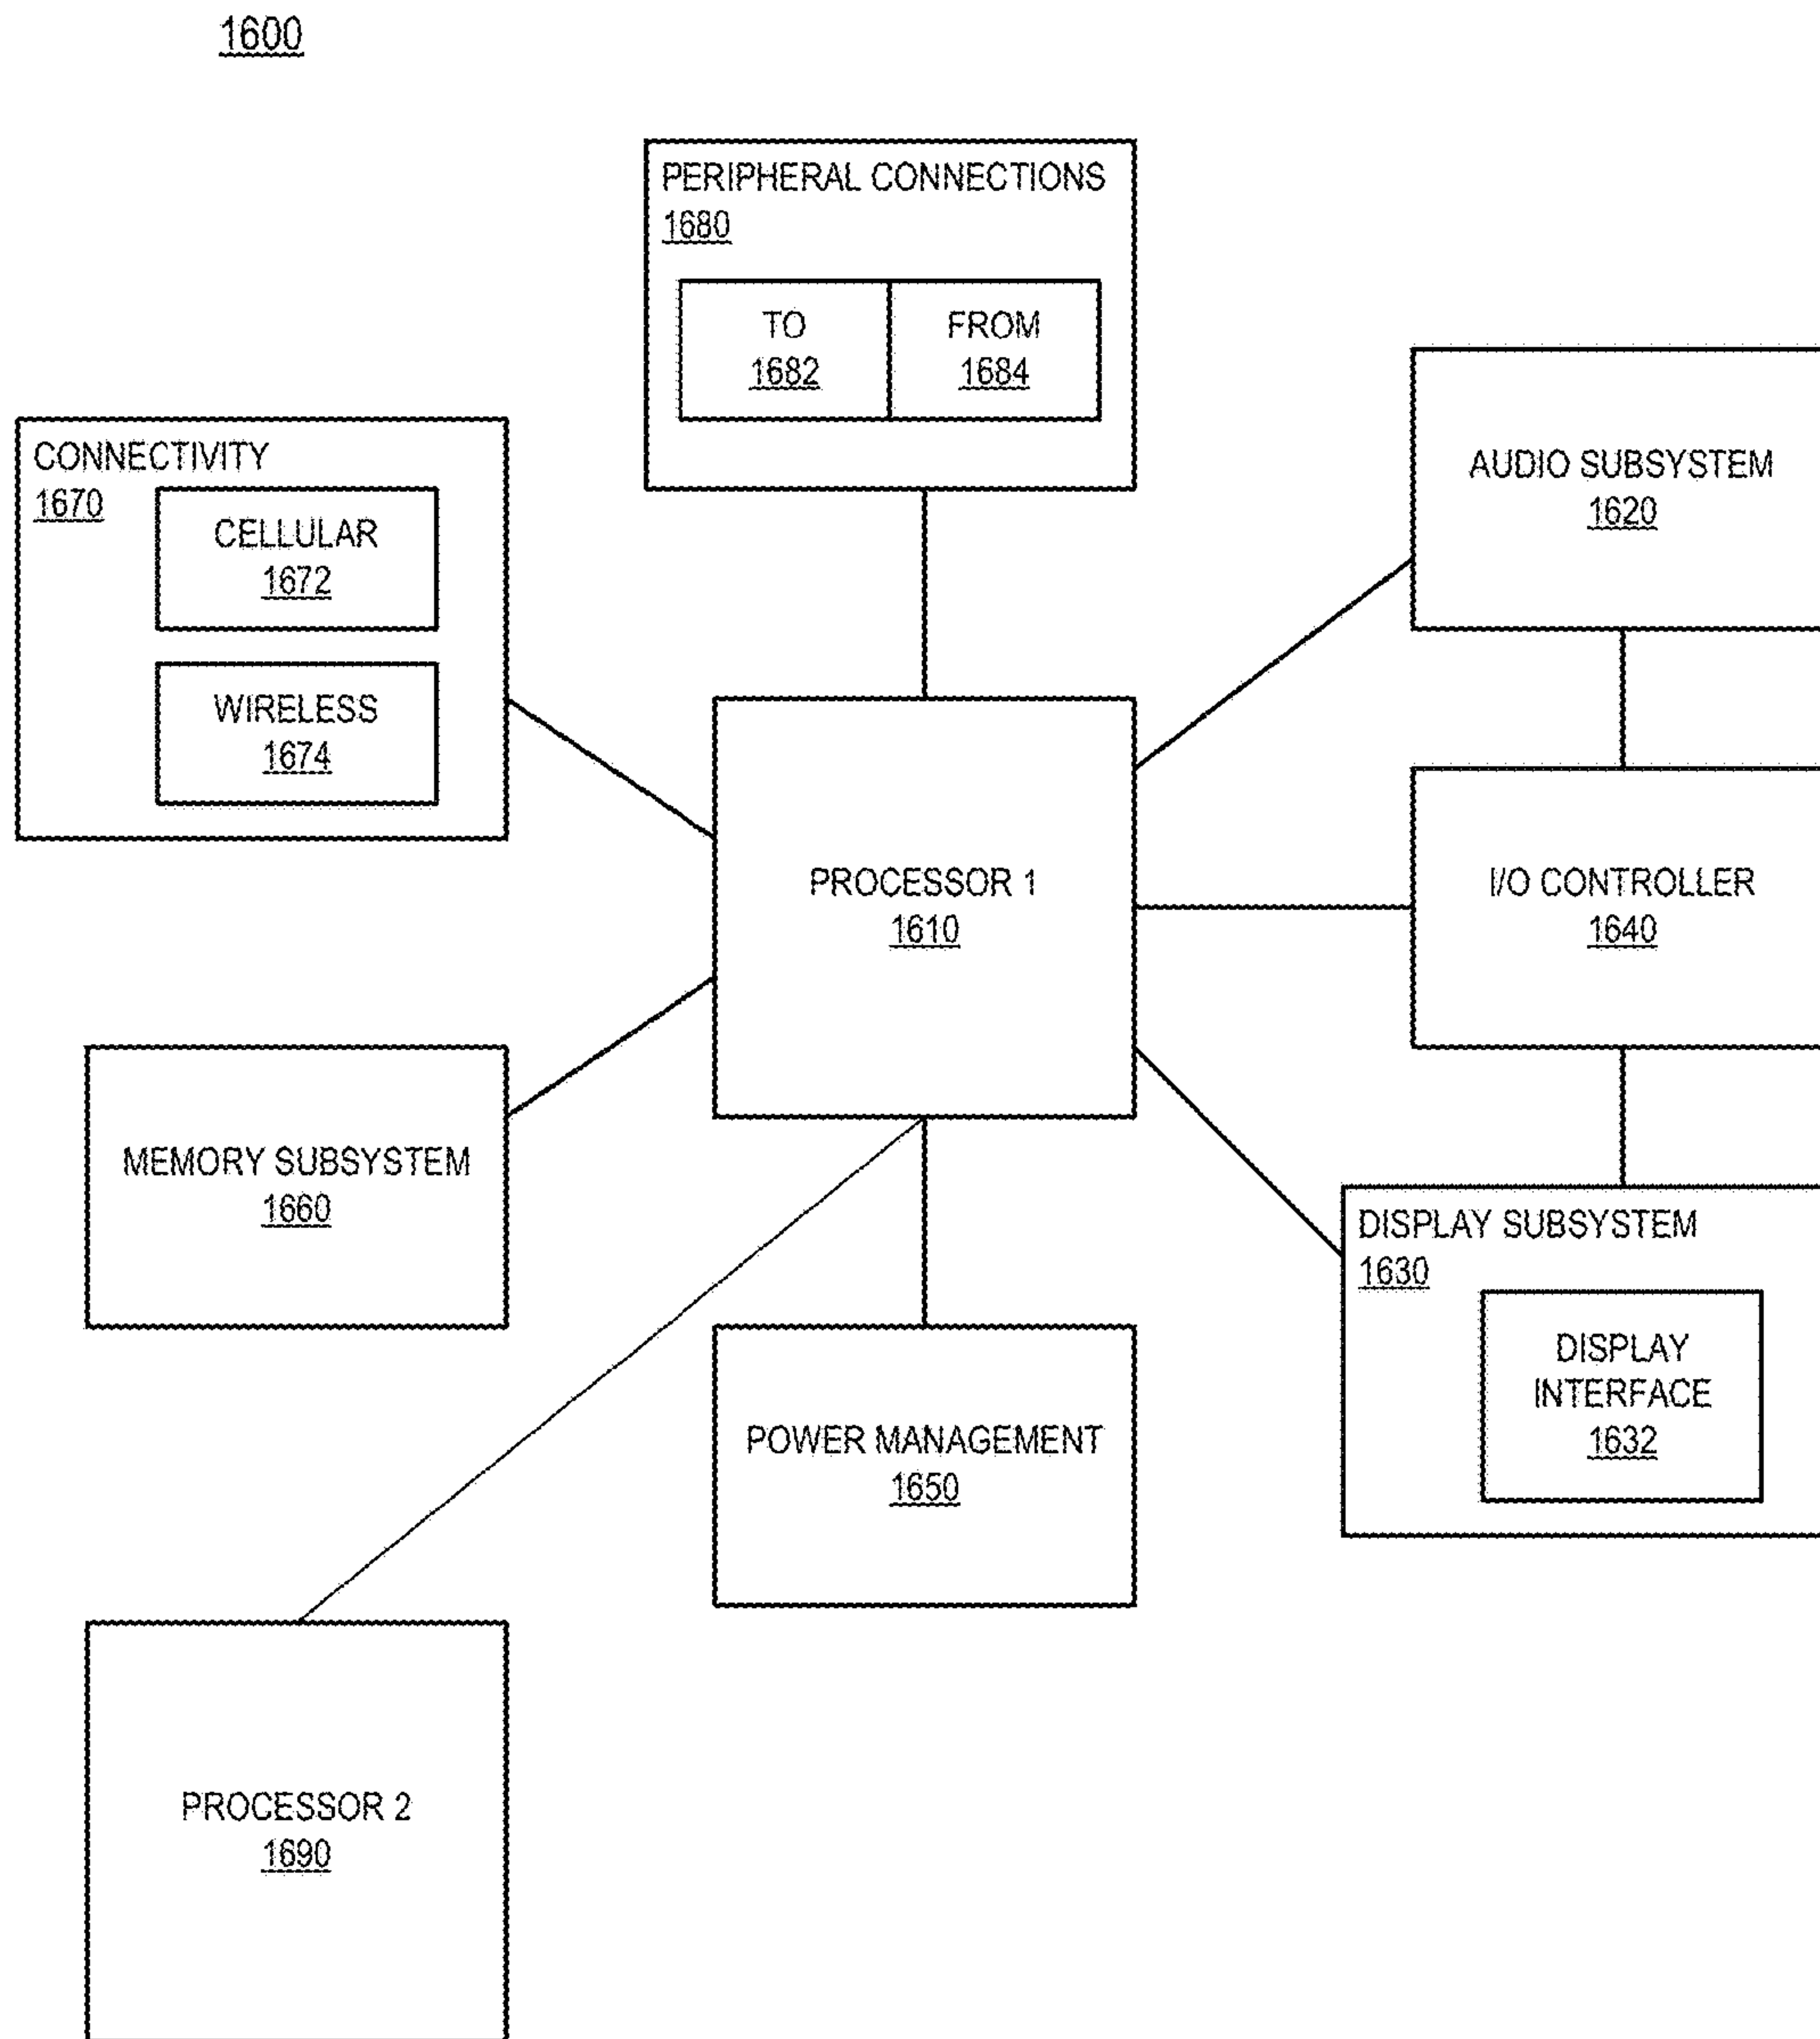 1600
PERIPHERAL CONNECTIONS
1680
TO
1682
FROM
1684
CONNECTIVITY
1670
CELLULAR
1672
WIRELESS
1674
AUDIO SUBSYSTEM
1620
PROCESSOR 1
1610
I/O CONTROLLER
1640
MEMORY SUBSYSTEM
1660
DISPLAY SUBSYSTEM
1630
DISPLAY
INTERFACE
1632
POWER MANAGEMENT
1650
PROCESSOR 2
1690